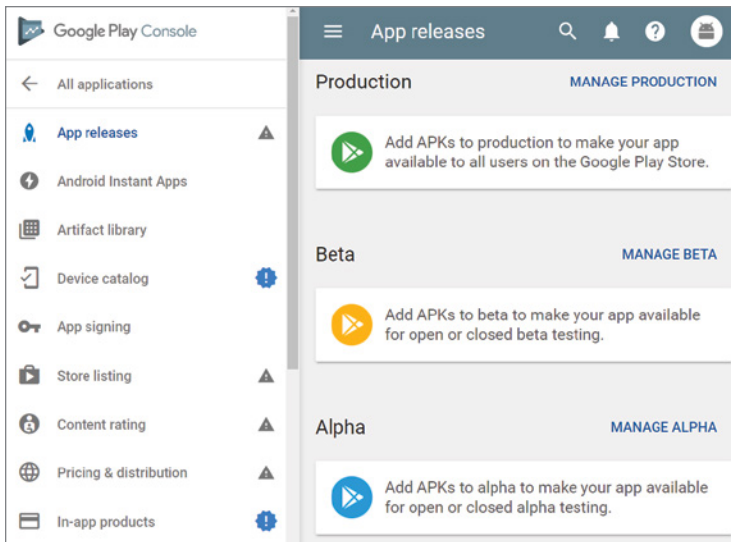 Google Play Console
All applications
App releases
Android Instant Apps
Artifact library
Device catalog
App signing
Store listing
Content rating
Pricing & distribution
In-app products
App releases
Production
MANAGE PRODUCTION
Add APKs to production to make your app
available to all users on the Google Play Store.
Beta
MANAGE BETA
Add APKs to beta to make your app available
for open or closed beta testing.
Alpha
MANAGE ALPHA
Add APKs to alpha to make your app available
for open or closed alpha testing.